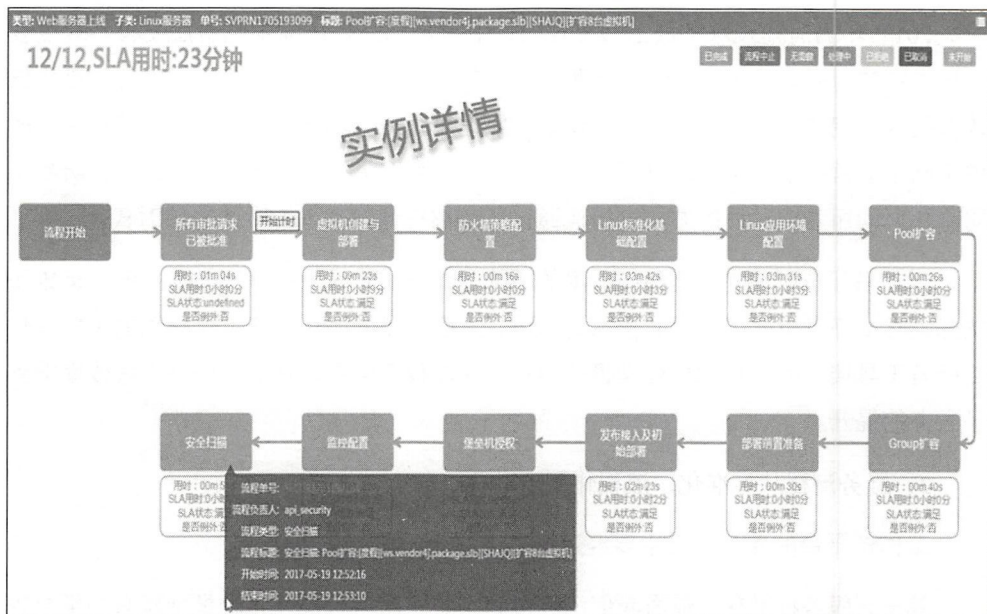 类型: Web服务器上线 子类: Linux服务器 单号: SVPRN1705193099 标题: Pool扩容:[度假][ws.vendor4j.package.slb][SHAJQ][扩容8台虚拟机]
12/12,SLA用时:23分钟
已完成 流程中止 无需做 处理中 已拒绝 已取消 未开始
实例详情
流程开始
所有审批请求
已被批准
开始计时
虚拟机创建与
部署
防火墙策略配
置
Linux标准化基
础配置
Linux应用环境
配置
Pool扩容
用时：01m 04s
SLA用时:0小时0分
SLA状态:undefined
是否例外:否
用时：09m 23s
SLA用时:0小时9分
SLA状态:满足
是否例外:否
用时：00m 16s
SLA用时:0小时0分
SLA状态:满足
是否例外:否
用时：03m 42s
SLA用时:0小时3分
SLA状态:满足
是否例外:否
用时：03m 31s
SLA用时:0小时3分
SLA状态:满足
是否例外:否
用时：00m 26s
SLA用时:0小时0分
SLA状态:满足
是否例外:否
安全扫描
监控配置
堡垒机授权
发布接入及初
始部署
部署前置准备
Group扩容
用时：00m 5
SLA用时:0小时
SLA状态:满
是否例外:
用时：02m 23s
SLA用时:0小时2分
SLA状态:满足
是否例外:否
用时：00m 30s
SLA用时:0小时0分
SLA状态:满足
是否例外:否
用时：00m 40s
SLA用时:0小时0分
SLA状态:满足
是否例外:否
流程单号:
流程负责人: api_security
流程类型: 安全扫描
流程标题: 安全扫描: Pool扩容:[度假][ws.vendor4j.package.slb][SHAJQ][扩容8台虚拟机]
开始时间: 2017-05-19 12:52:16
结束时间: 2017-05-19 12:53:10